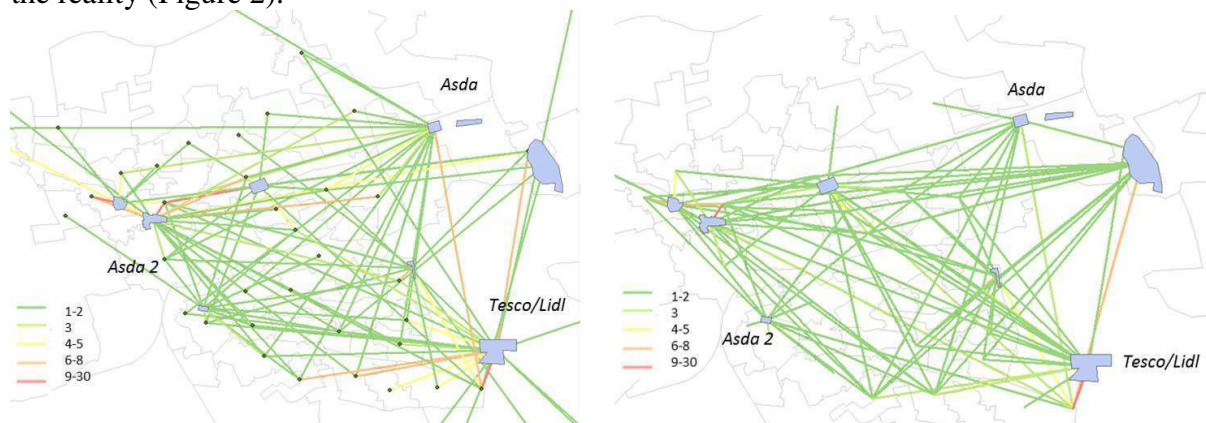 the reality (Figure 2).
Asda
Asda 2
Tesco/Lidl
1-2
3
4-5
6-8
9-30
Asda
Asda 2
Tesco/Lidl
1-2
3
4-5
6-8
9-30